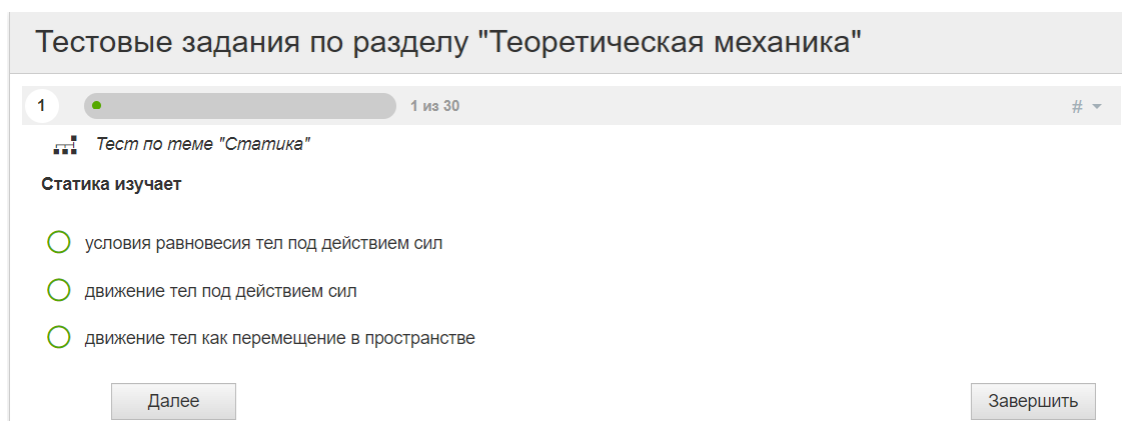 Тестовые задания по разделу "Теоретическая механика"
1
1 из 30
#
Тест по теме "Статика"
Статика изучает
условия равновесия тел под действием сил
движение тел под действием сил
движение тел как перемещение в пространстве
Далее
Завершить